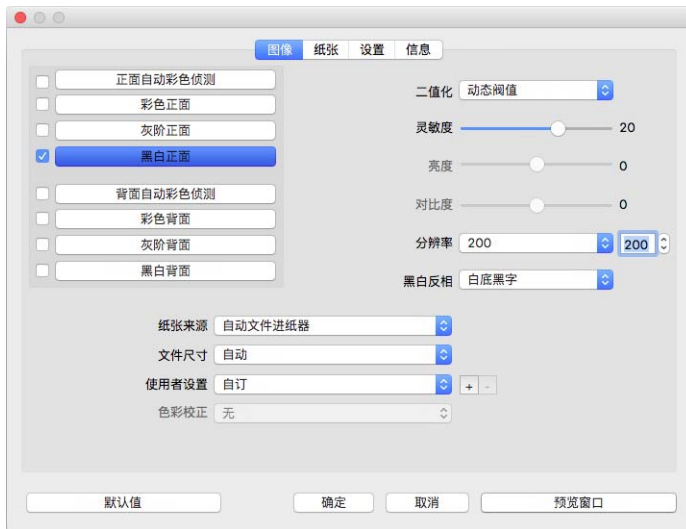 图像 纸张 设置 信息
正面自动彩色侦测
彩色正面
灰阶正面
黑白正面
背面自动彩色侦测
彩色背面
灰阶背面
黑白背面
二值化 动态阀值
灵敏度 20
亮度 0
对比度 0
分辨率 200 200
黑白反相 白底黑字
纸张来源 自动文件进纸器
文件尺寸 自动
使用者设置 自订 + -
色彩校正 无
默认值 确定 取消 预览窗口